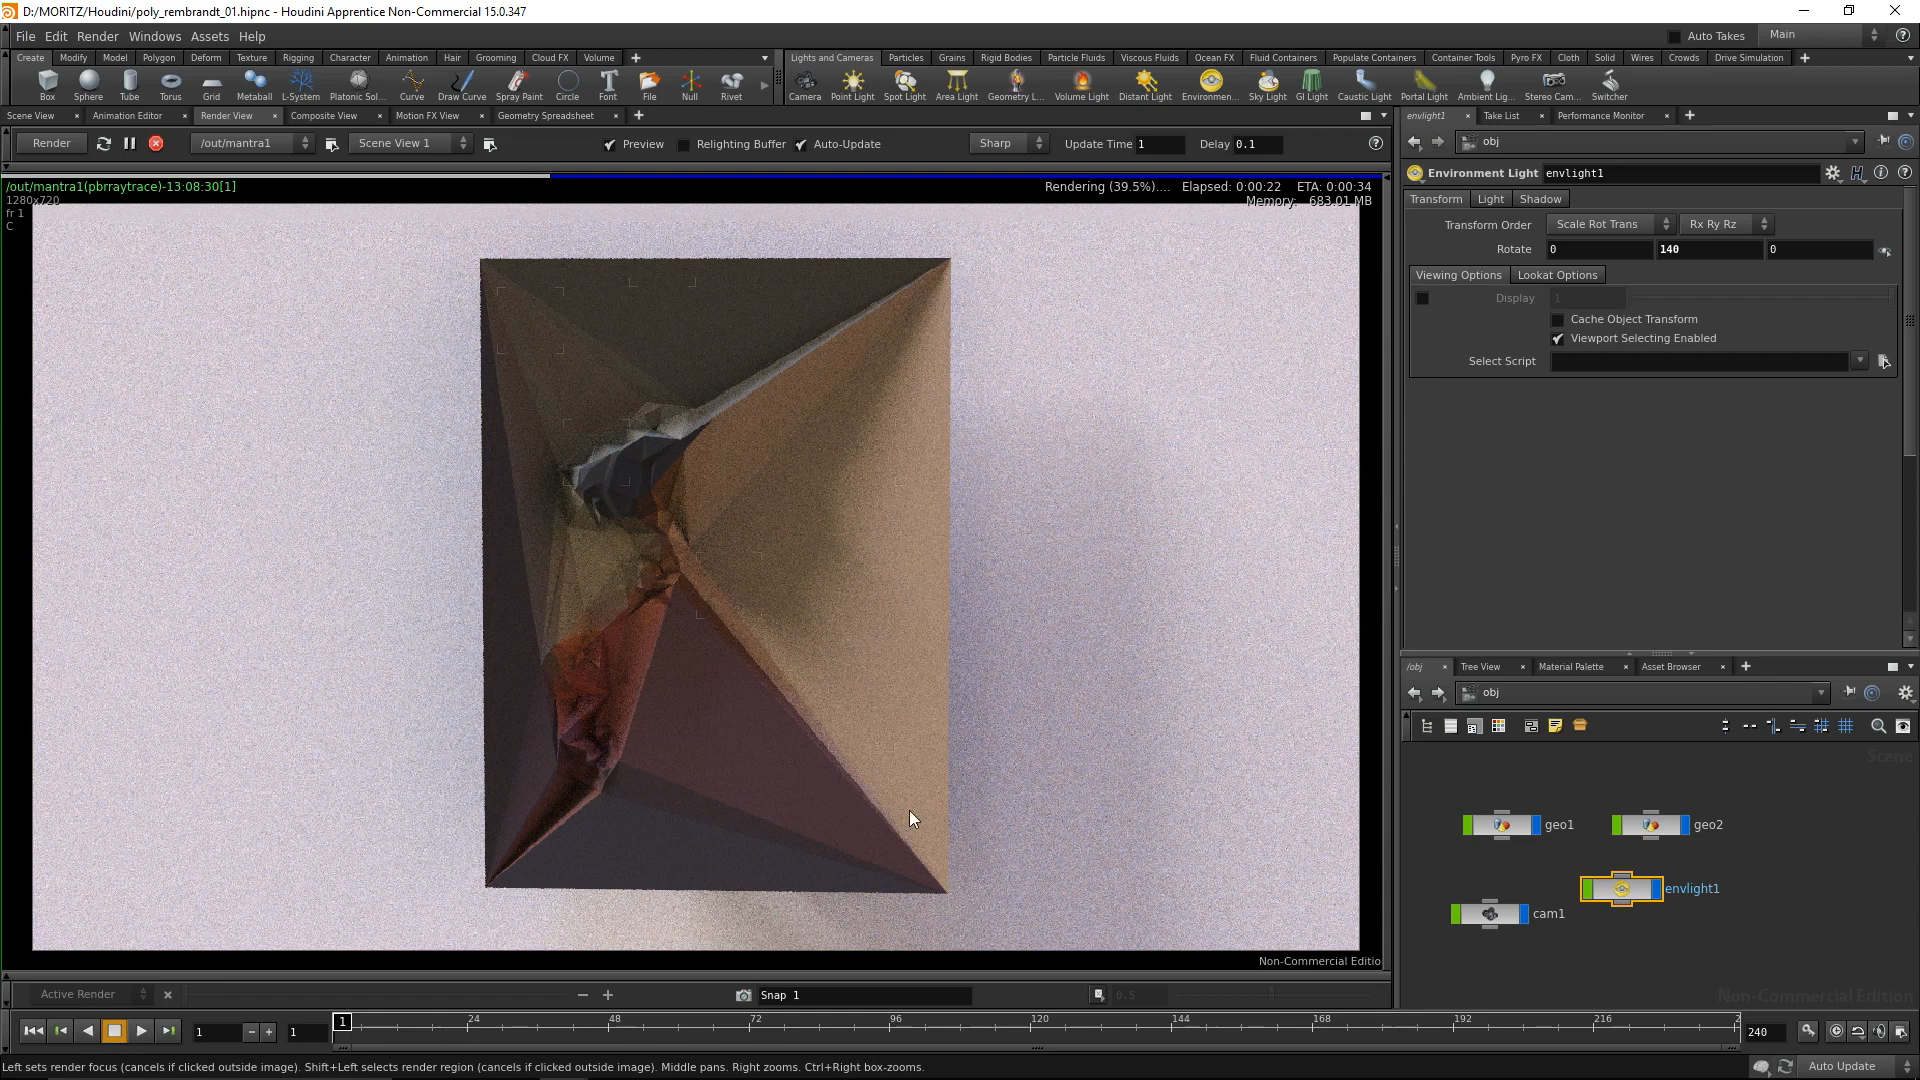 D:/MORITZ/Houdini/poly_rembrandt_01.hipnc - Houdini Apprentice Non-Commercial 15.0.347
File Edit Render Windows Assets Help
Auto Takes Main
Create Modify Model Polygon Deform Texture Rigging Character Animation Hair Grooming Cloud FX Volume
Lights and Cameras Particles Grains Rigid Bodies Particle Fluids Viscous Fluids Ocean FX Fluid Containers Populate Containers Container Tools Pyro FX Cloth Solid Wires Crowds Drive Simulation
Box Sphere Tube Torus Grid Metaball L-System Platonic Sol... Curve Draw Curve Spray Paint Circle Font File Null Rivet
Camera Point Light Spot Light Area Light Geometry L... Volume Light Distant Light Environmen... Sky Light GI Light Caustic Light Portal Light Ambient Lig... Stereo Cam... Switcher
Scene View Animation Editor Render View Composite View Motion FX View Geometry Spreadsheet
envlight1 Take List Performance Monitor
Render /out/mantra1 Scene View 1 Preview Relighting Buffer Auto-Update Sharp Update Time 1 Delay 0.1
obj
Environment Light envlight1
/out/mantra1(pbrraytrace)-13:08:30[1]
Rendering (39.5%).... Elapsed: 0:00:22 ETA: 0:00:34
Memory: 683.01 MB
1280x720
fr 1
C
Transform Light Shadow
Transform Order Scale Rot Trans Rx Ry Rz
Rotate 0 140 0
Viewing Options Lookat Options
Display 1
Cache Object Transform
Viewport Selecting Enabled
Select Script
/obj Tree View Material Palette Asset Browser
obj
Scene
geo1 geo2
envlight1
cam1
Non-Commercial Editio
Non-Commercial Edition
Active Render Snap 1 0.5
1 1 1 24 48 72 96 120 144 168 192 216 2 240
Left sets render focus (cancels if clicked outside image). Shift+Left selects render region (cancels if clicked outside image). Middle pans. Right zooms. Ctrl+Right box-zooms.
Auto Update